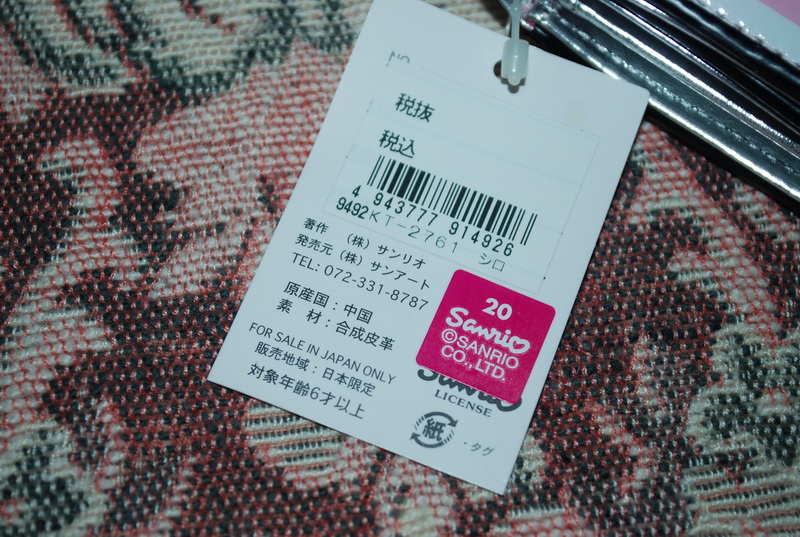 税抜
税込
4 943777 914926
9492KT-2761 シロ
著作 (株) サンリオ
発売元 (株) サンアート
TEL: 072-331-8787
原産国:中国
素 材:合成皮革
FOR SALE IN JAPAN ONLY
販売地域:日本限定
対象年齢6才以上
20
Sanrio
©SANRIO
CO., LTD.
Sanrio
LICENSE
紙 ・タグ